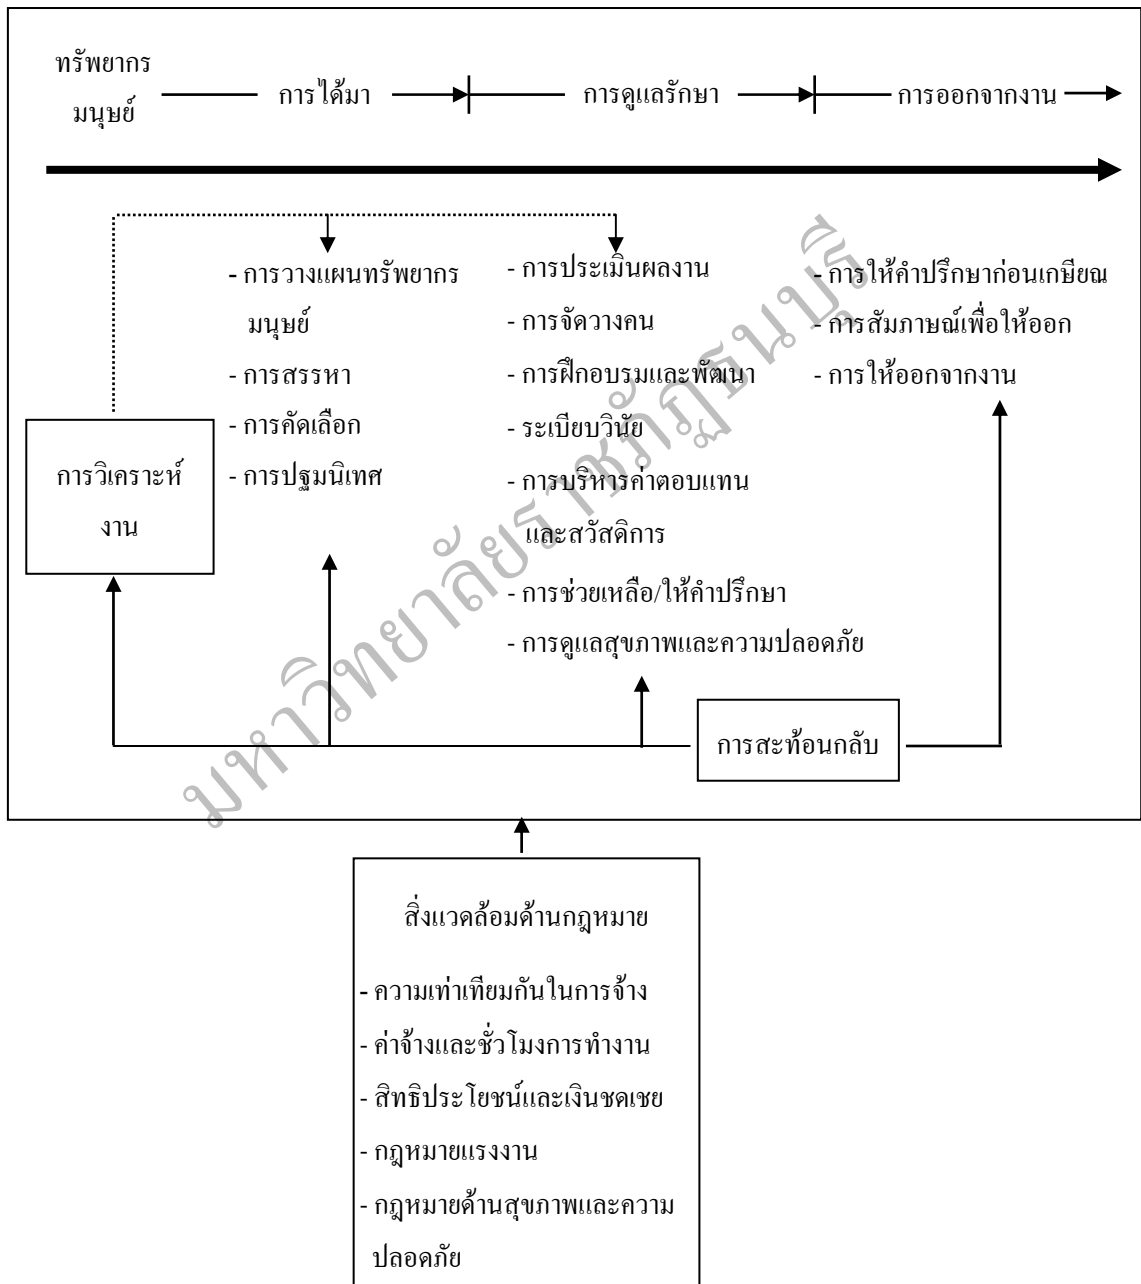 ทรัพยากร
มนุษย์
การได้มา
การดูแลรักษา
การออกจากงาน
- การวางแผนทรัพยากร
มนุษย์
- การสรรหา
- การคัดเลือก
- การปฐมนิเทศ
- การประเมินผลงาน
- การจัดวางคน
- การฝึกอบรมและพัฒนา
- ระเบียบวินัย
- การบริหารค่าตอบแทน
และสวัสดิการ
- การช่วยเหลือ/ให้คำปรึกษา
- การดูแลสุขภาพและความปลอดภัย
- การให้คำปรึกษาก่อนเกษียณ
- การสัมภาษณ์เพื่อให้ออก
- การให้ออกจากงาน
การวิเคราะห์
งาน
การสะท้อนกลับ
มหาวิทยาลัยราชภัฏธนบุรี
สิ่งแวดล้อมด้านกฎหมาย
- ความเท่าเทียมกันในการจ้าง
- ค่าจ้างและชั่วโมงการทำงาน
- สิทธิประโยชน์และเงินชดเชย
- กฎหมายแรงงาน
- กฎหมายด้านสุขภาพและความ
ปลอดภัย